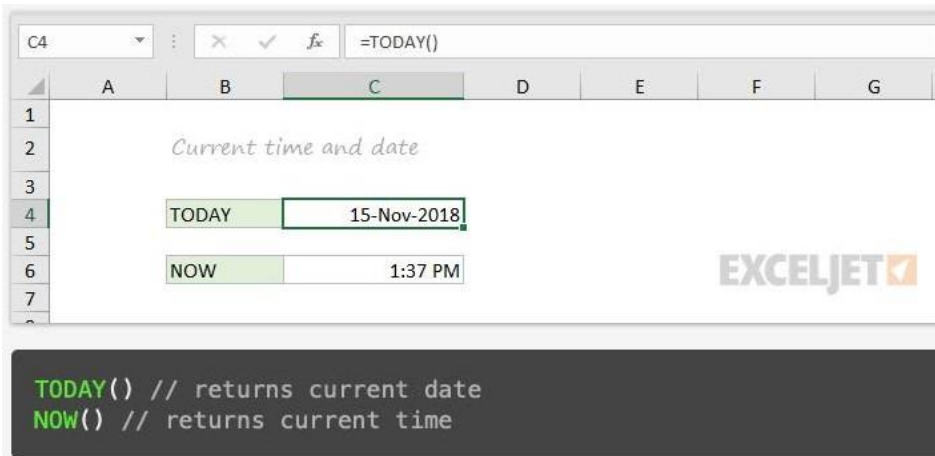 C4 =TODAY()
A B C D E F G
1
2 Current time and date
3
4 TODAY 15-Nov-2018
5
6 NOW 1:37 PM
EXCELJET
7
TODAY() // returns current date
NOW() // returns current time